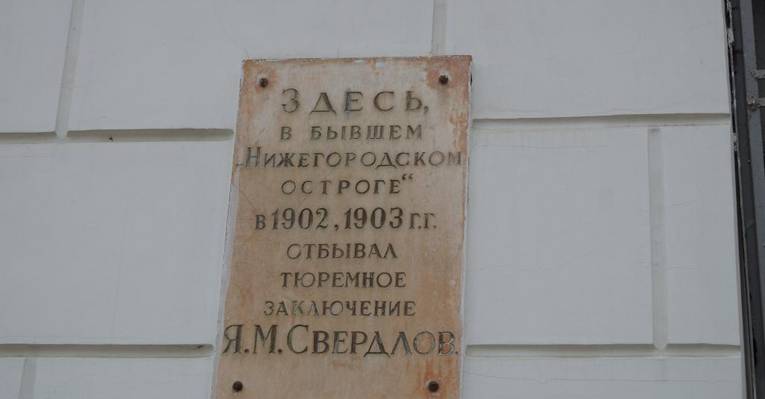 Здесь,
в бывшем
„Нижегородском
остроге“
в 1902, 1903 г.г.
отбывал
тюремное
заключение
Я.М.Свердлов.